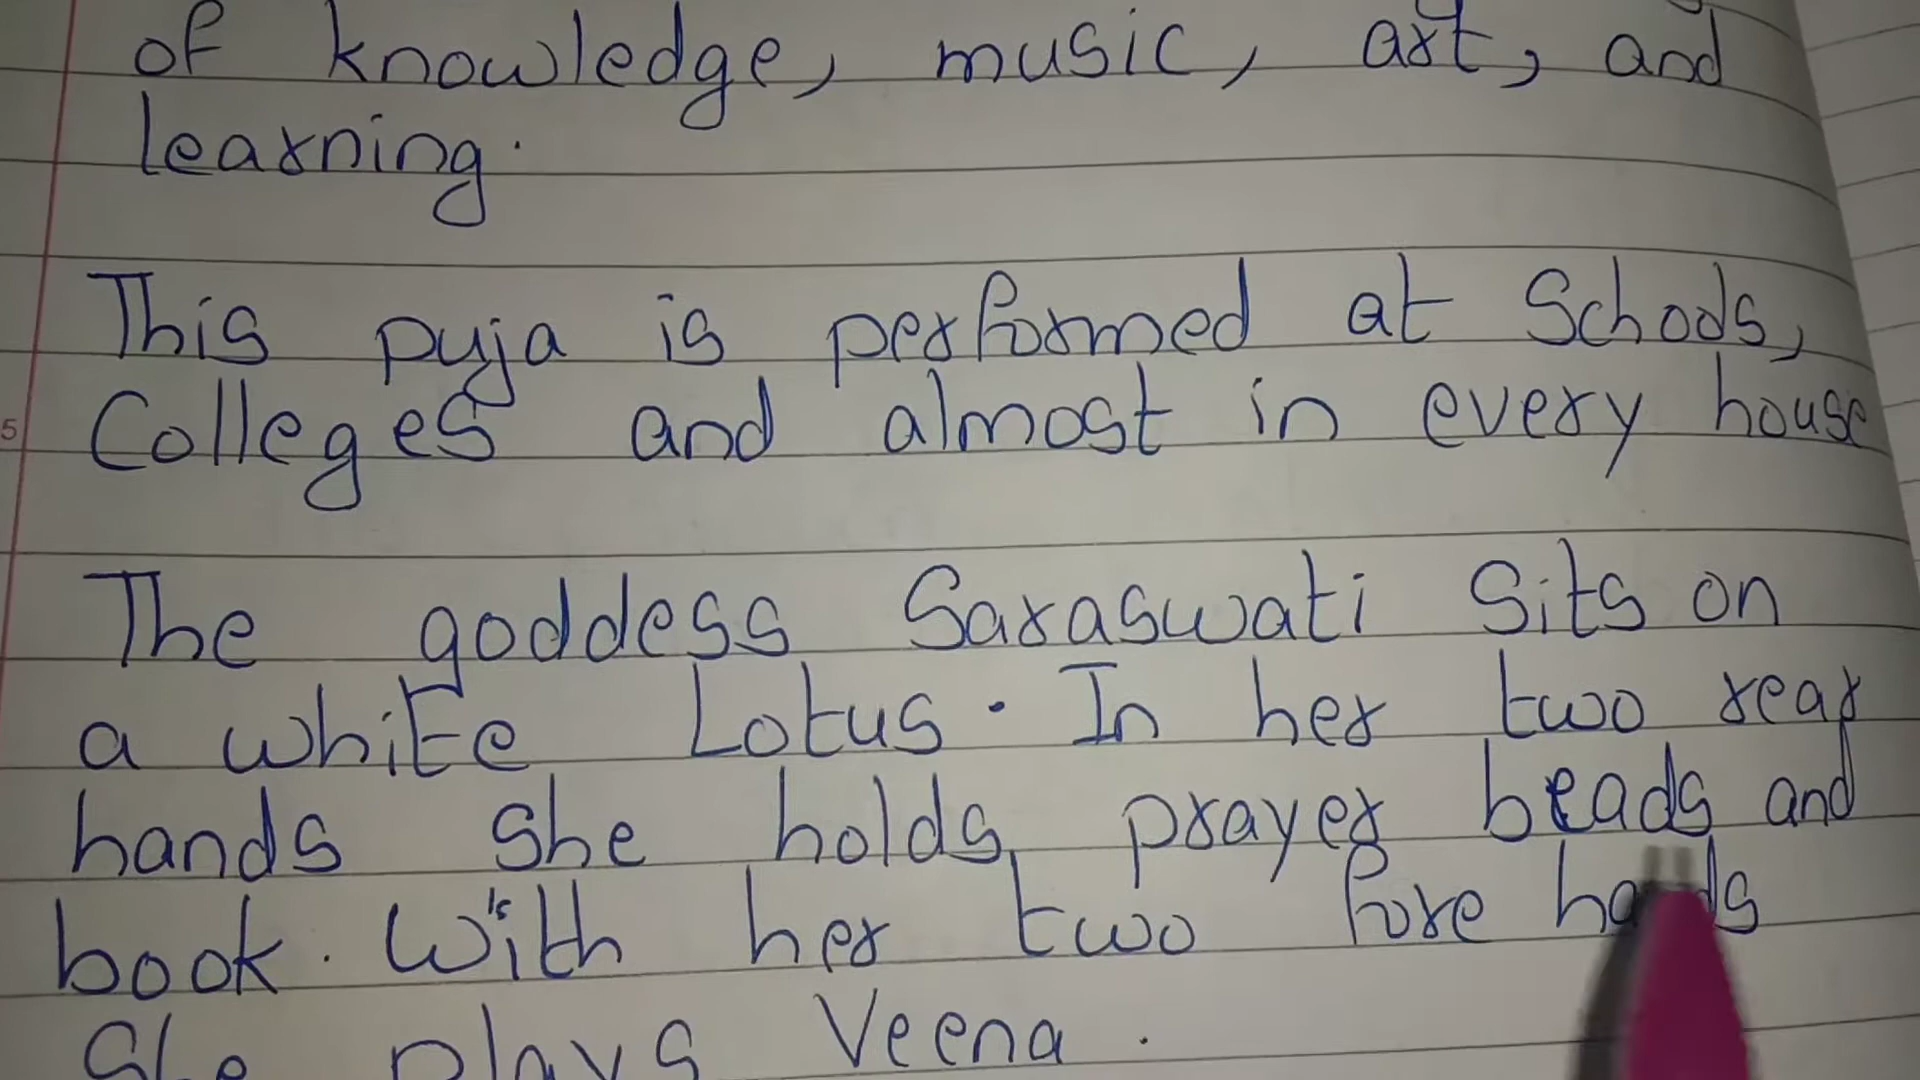 of knowledge, music, art, and
learning.
This puja is performed at Schools,
Colleges and almost in every house
The goddess Saraswati Sits on
a white Lotus. In her two rear
hands she holds prayer beads and
book. With her two fore hands
She plays Veena.
5